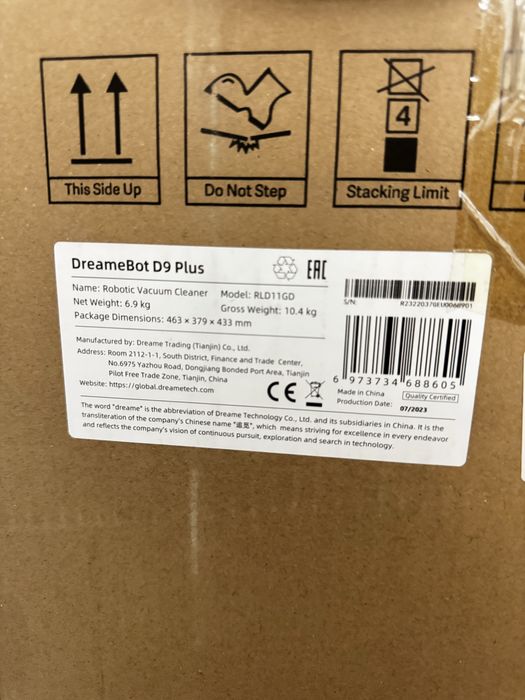 This Side Up
Do Not Step
4
Stacking Limit
DreameBot D9 Plus
EAC
Name: Robotic Vacuum Cleaner Model: RLD11GD
Net Weight: 6.9 kg Gross Weight: 10.4 kg
Package Dimensions: 463 × 379 × 433 mm
S/N:
Manufactured by: Dreame Trading (Tianjin) Co., Ltd.
Address: Room 2112-1-1, South District, Finance and Trade Center,
No.6975 Yazhou Road, Dongjiang Bonded Port Area, Tianjin
Pilot Free Trade Zone, Tianjin, China
Website: https://global.dreametech.com
CE
6 973734 688605
Made in China Quality Certified
Production Date: 07/2023
The word "dreame" is the abbreviation of Dreame Technology Co., Ltd. and its subsidiaries in China. It is the
transliteration of the company's Chinese name "追觅", which means striving for excellence in every endeavor
and reflects the company's vision of continuous pursuit, exploration and search in technology.